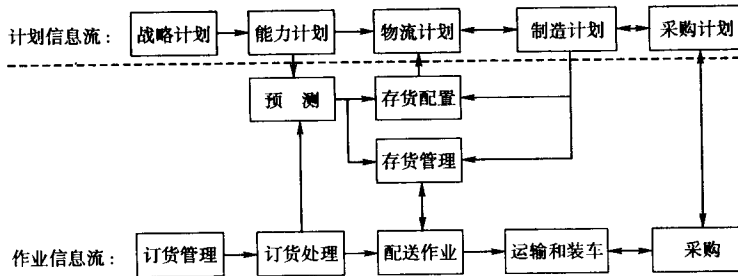 计划信息流： 战略计划 能力计划 物流计划 制造计划 采购计划
预 测 存货配置
存货管理
作业信息流： 订货管理 订货处理 配送作业 运输和装车 采购